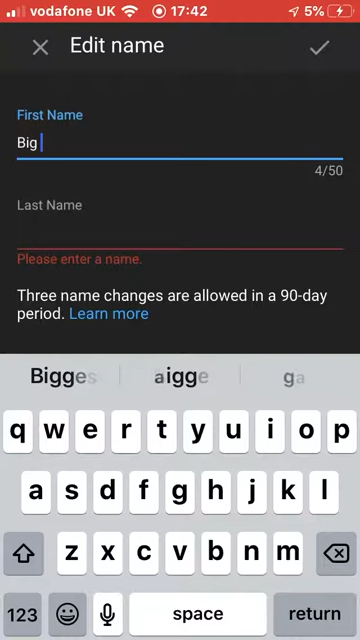 vodafone UK 17:42 5%
Edit name
First Name
Big
4/50
Last Name
Please enter a name.
Three name changes are allowed in a 90-day
period. Learn more
Bigges aigge ga
q w e r t y u i o p
a s d f g h j k l
z x c v b n m
123 space return